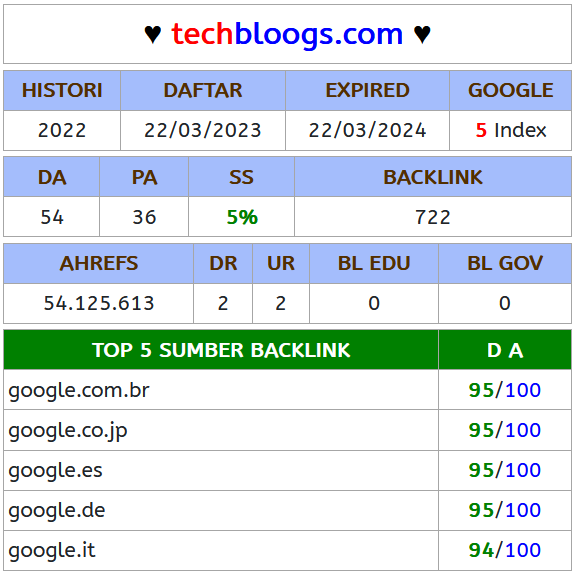 ♥ techbloogs.com ♥
HISTORI DAFTAR EXPIRED GOOGLE
2022 22/03/2023 22/03/2024 5 Index
DA PA SS BACKLINK
54 36 5% 722
AHREFS DR UR BL EDU BL GOV
54.125.613 2 2 0 0
TOP 5 SUMBER BACKLINK D A
google.com.br 95/100
google.co.jp 95/100
google.es 95/100
google.de 95/100
google.it 94/100